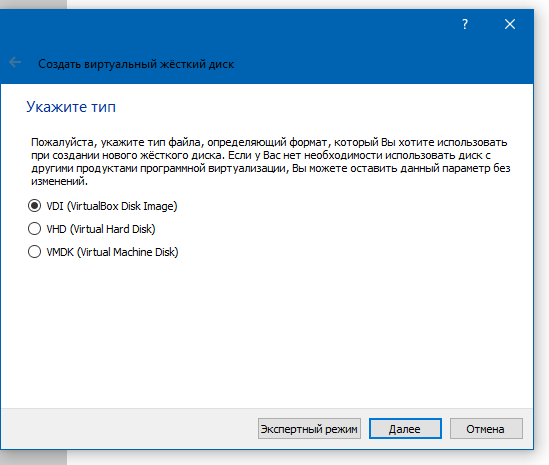 ?
Создать виртуальный жёсткий диск
Укажите тип
Пожалуйста, укажите тип файла, определяющий формат, который Вы хотите использовать
при создании нового жёсткого диска. Если у Вас нет необходимости использовать диск с
другими продуктами программной виртуализации, Вы можете оставить данный параметр без
изменений.
VDI (VirtualBox Disk Image)
VHD (Virtual Hard Disk)
VMDK (Virtual Machine Disk)
Экспертный режим Далее Отмена